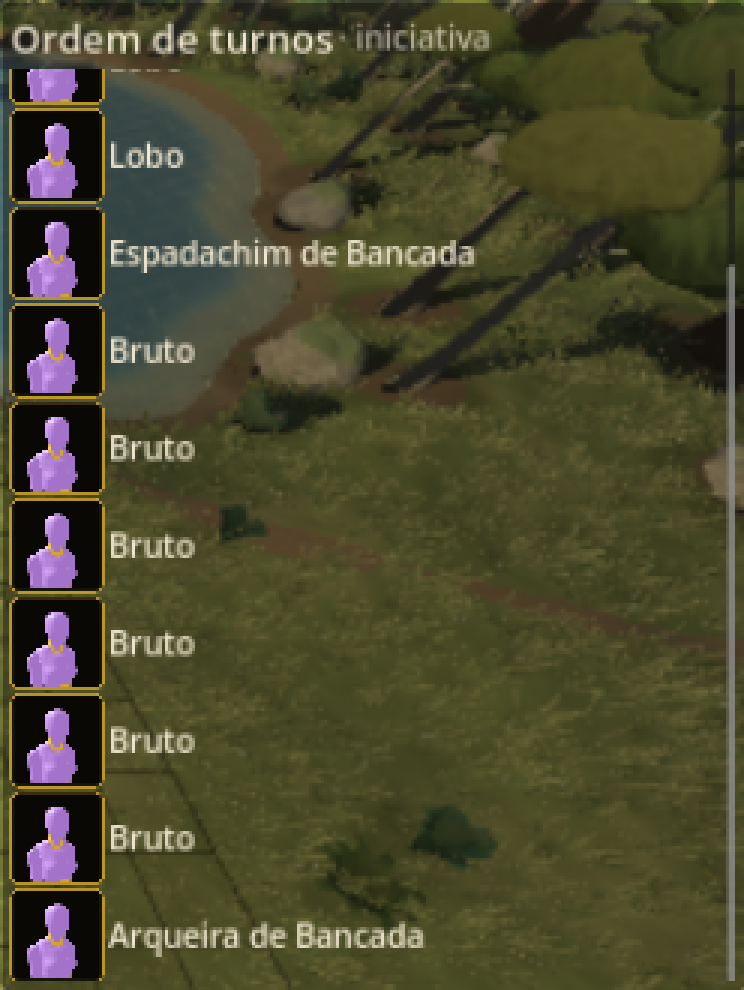 Ordem de turnos · iniciativa
Lobo
Espadachim de Bancada
Bruto
Bruto
Bruto
Bruto
Bruto
Bruto
Arqueira de Bancada